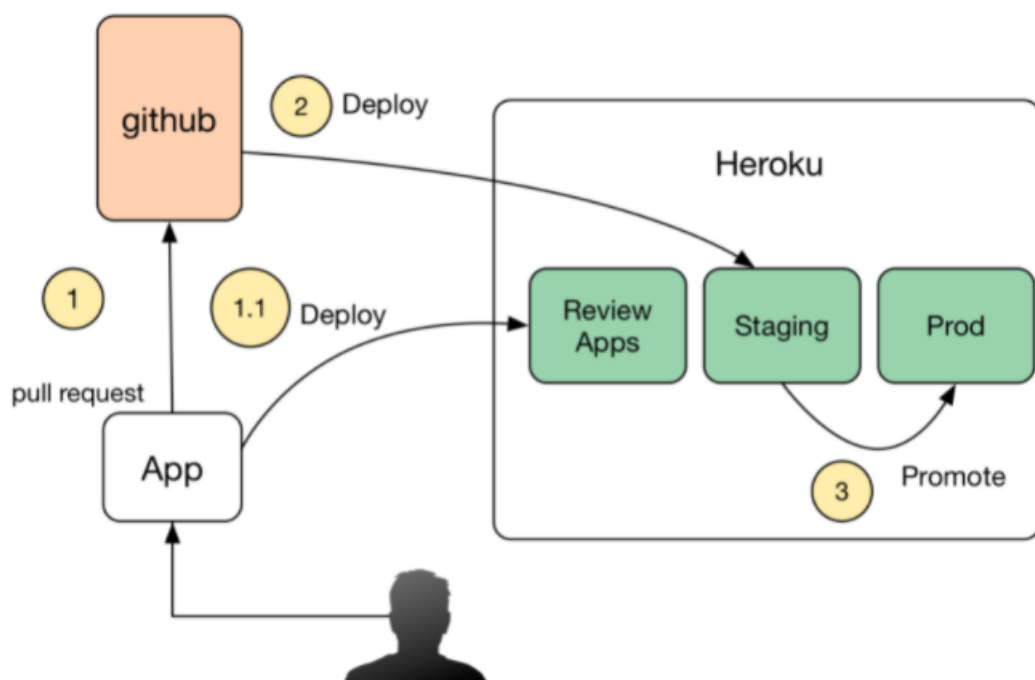 github
2
Deploy
Heroku
1
1.1
Deploy
Review
Apps
Staging
Prod
pull request
App
3
Promote